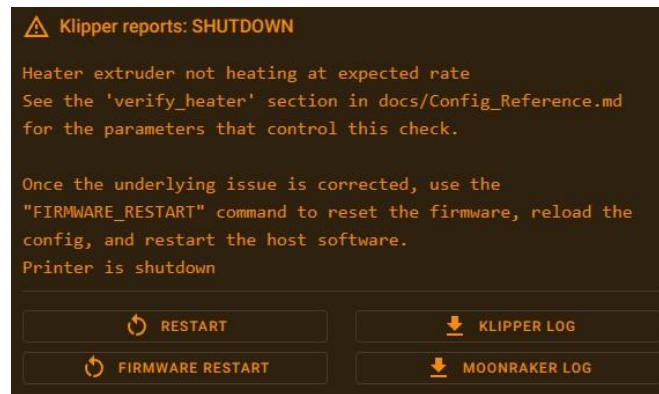 Klipper reports: SHUTDOWN
Heater extruder not heating at expected rate
See the 'verify_heater' section in docs/Config_Reference.md
for the parameters that control this check.
Once the underlying issue is corrected, use the
"FIRMWARE_RESTART" command to reset the firmware, reload the
config, and restart the host software.
Printer is shutdown
RESTART
KLIPPER LOG
FIRMWARE RESTART
MOONRAKER LOG